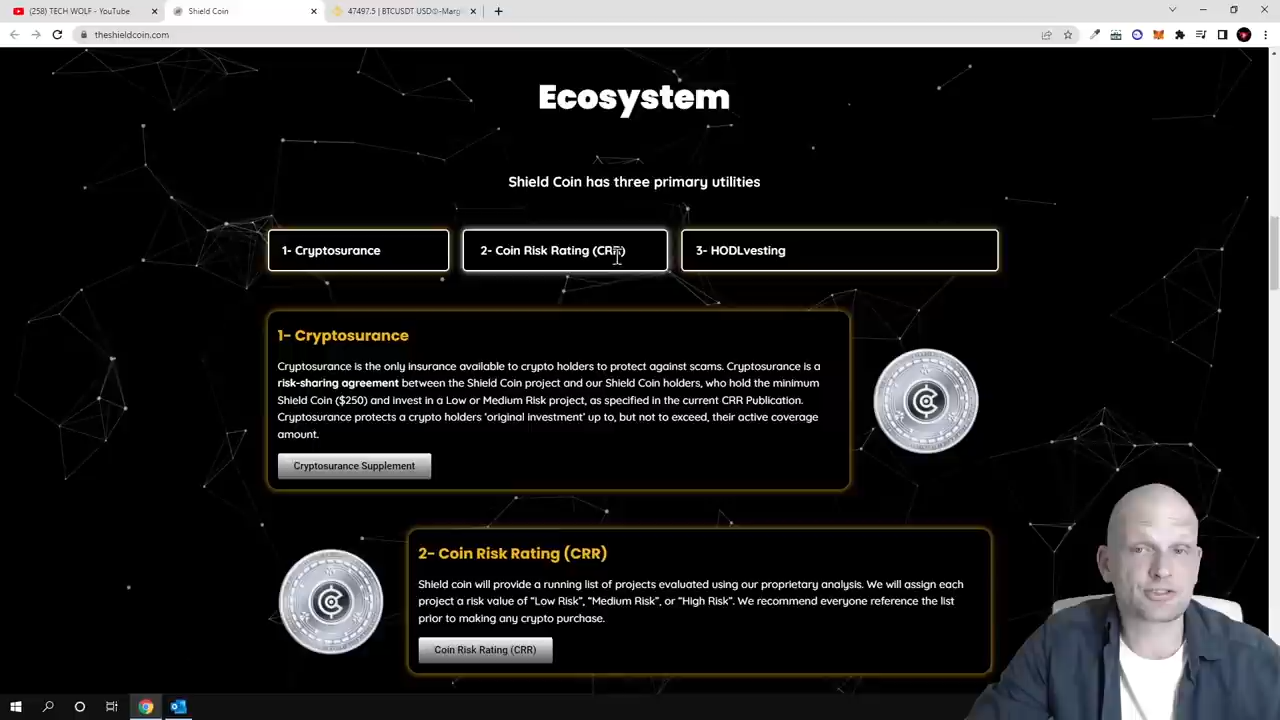 (258) TECH WOLF - YouTube
Shield Coin
47497.5 | BTCUSDT USDⓈ-Marg
theshieldcoin.com
Ecosystem
Shield Coin has three primary utilities
1- Cryptosurance
2- Coin Risk Rating (CRR)
3- HODLvesting
1- Cryptosurance
Cryptosurance is the only insurance available to crypto holders to protect against scams. Cryptosurance is a
risk-sharing agreement between the Shield Coin project and our Shield Coin holders, who hold the minimum
Shield Coin ($250) and invest in a Low or Medium Risk project, as specified in the current CRR Publication.
Cryptosurance protects a crypto holders 'original investment' up to, but not to exceed, their active coverage
amount.
Cryptosurance Supplement
2- Coin Risk Rating (CRR)
Shield coin will provide a running list of projects evaluated using our proprietary analysis. We will assign each
project a risk value of "Low Risk", "Medium Risk", or "High Risk". We recommend everyone reference the list
prior to making any crypto purchase.
Coin Risk Rating (CRR)